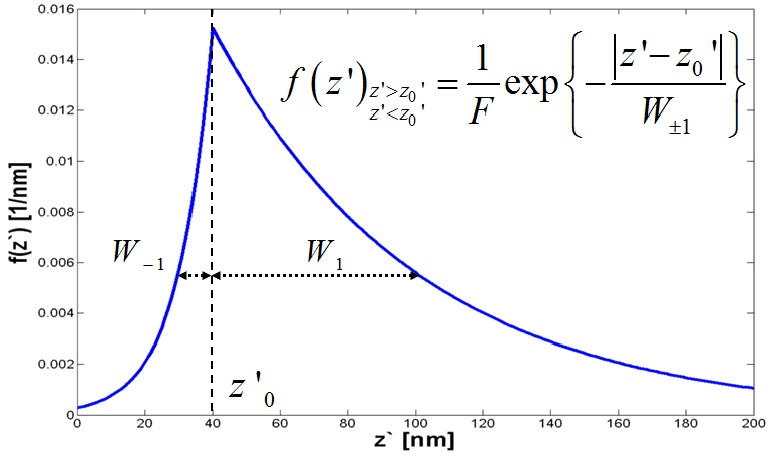 0.016
0.014
0.012
0.01
0.008
0.006
0.004
0.002
0
f(z`) [1/nm]
f(z')z'>z₀' z'<z₀' = 1/F exp{-|z'-z₀'|/W±1}
W₋₁
W₁
z'₀
0 20 40 60 80 100 120 140 160 180 200
z` [nm]